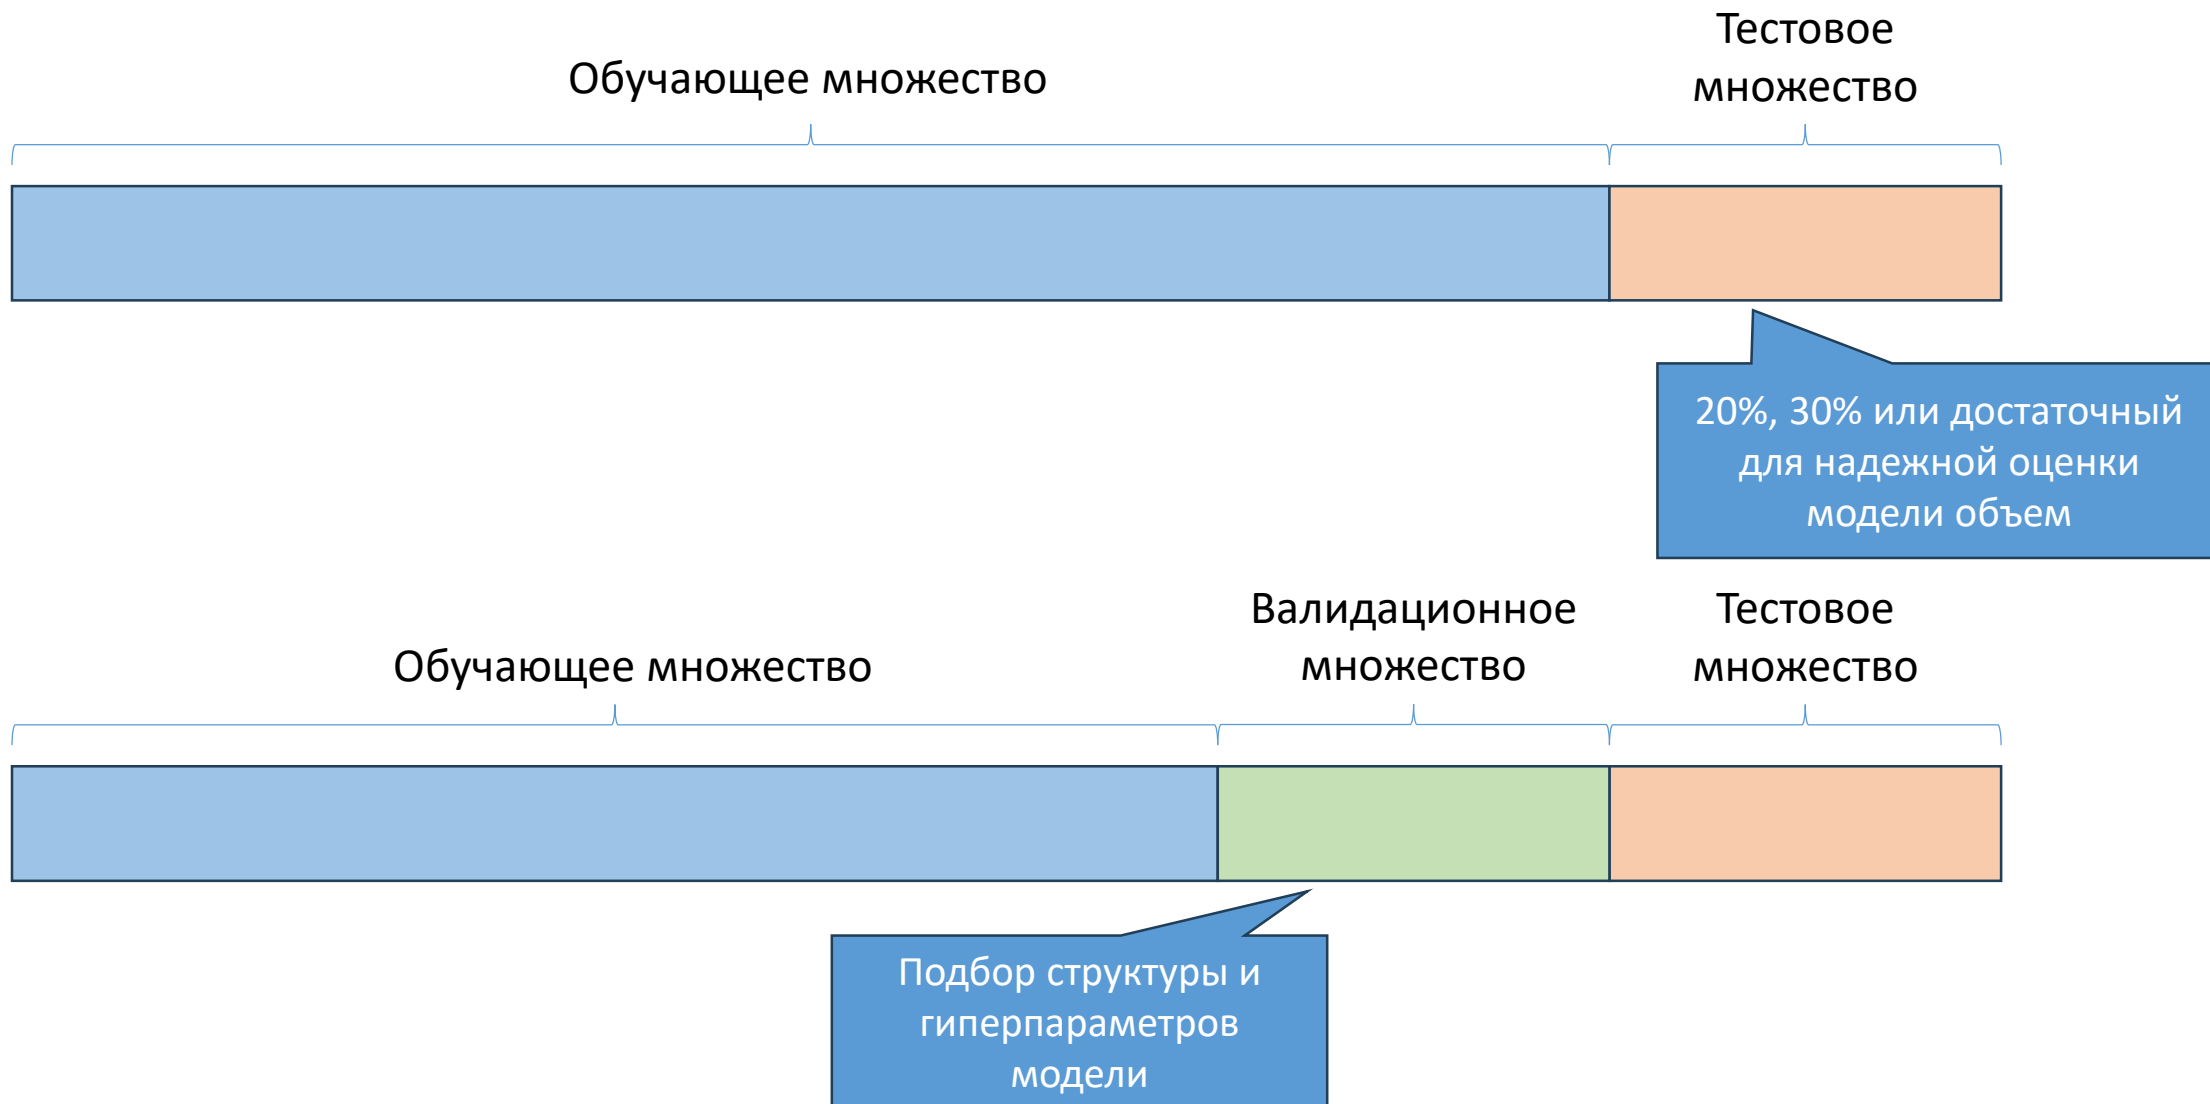 Обучающее множество
Тестовое
множество
20%, 30% или достаточный
для надежной оценки
модели объем
Обучающее множество
Валидационное
множество
Тестовое
множество
Подбор структуры и
гиперпараметров
модели